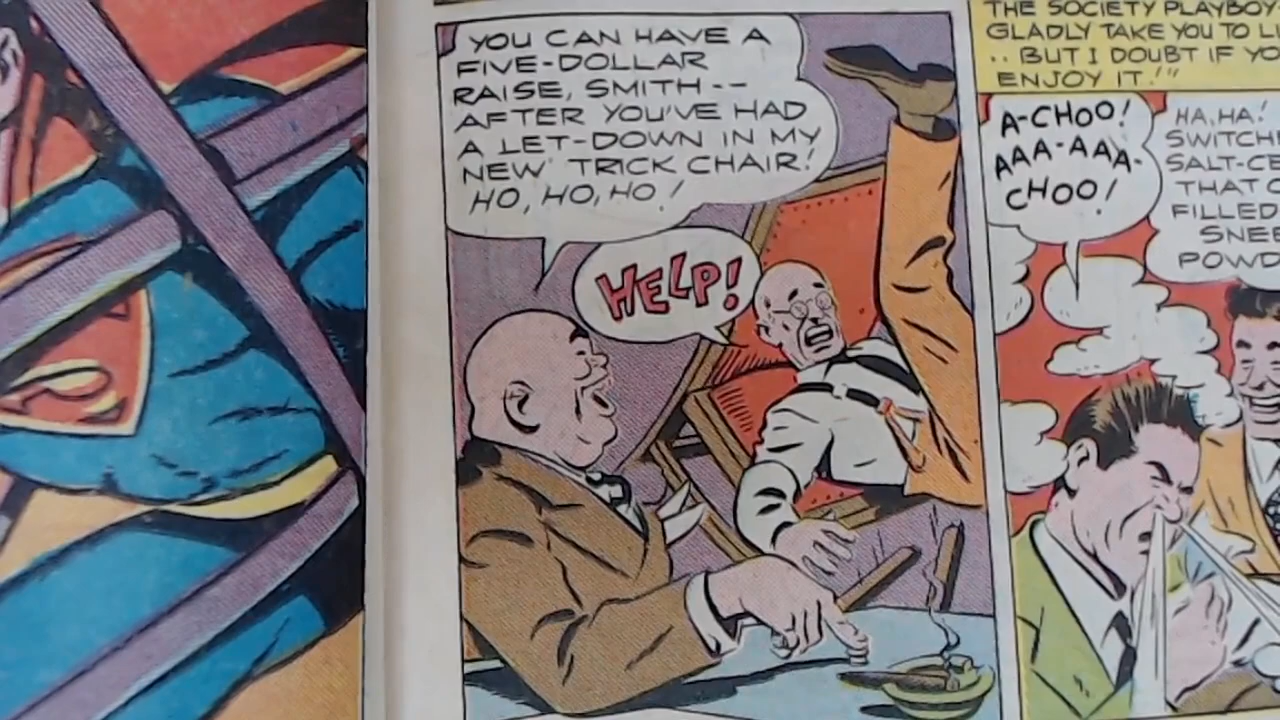 YOU CAN HAVE A
FIVE-DOLLAR
RAISE, SMITH --
AFTER YOU'VE HAD
A LET-DOWN IN MY
NEW TRICK CHAIR!
HO, HO, HO!
HELP!
THE SOCIETY PLAYBOY
GLADLY TAKE YOU TO
.. BUT I DOUBT IF
ENJOY IT!"
A-CHOO!
AAA-AAA-
CHOO!
HA, HA!
THAT
FILLED